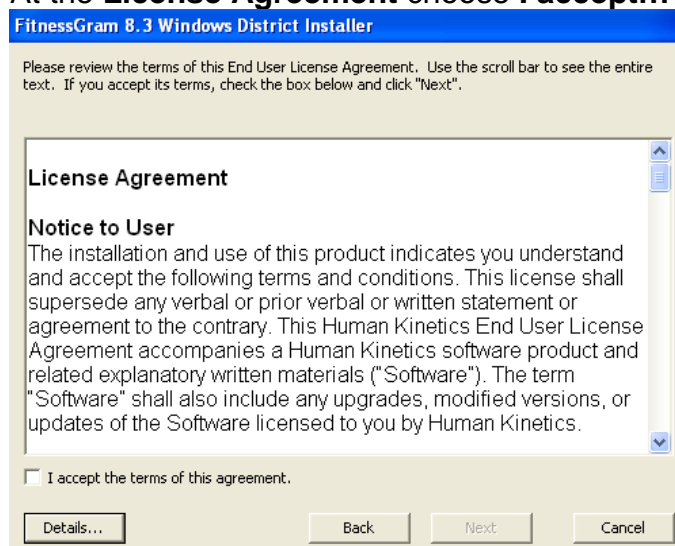 At the License Agreement choose I accept…
FitnessGram 8.3 Windows District Installer
Please review the terms of this End User License Agreement. Use the scroll bar to see the entire
text. If you accept its terms, check the box below and click "Next".
License Agreement
Notice to User
The installation and use of this product indicates you understand
and accept the following terms and conditions. This license shall
supersede any verbal or prior verbal or written statement or
agreement to the contrary. This Human Kinetics End User License
Agreement accompanies a Human Kinetics software product and
related explanatory written materials ("Software"). The term
"Software" shall also include any upgrades, modified versions, or
updates of the Software licensed to you by Human Kinetics.
I accept the terms of this agreement.
Details... Back Next Cancel